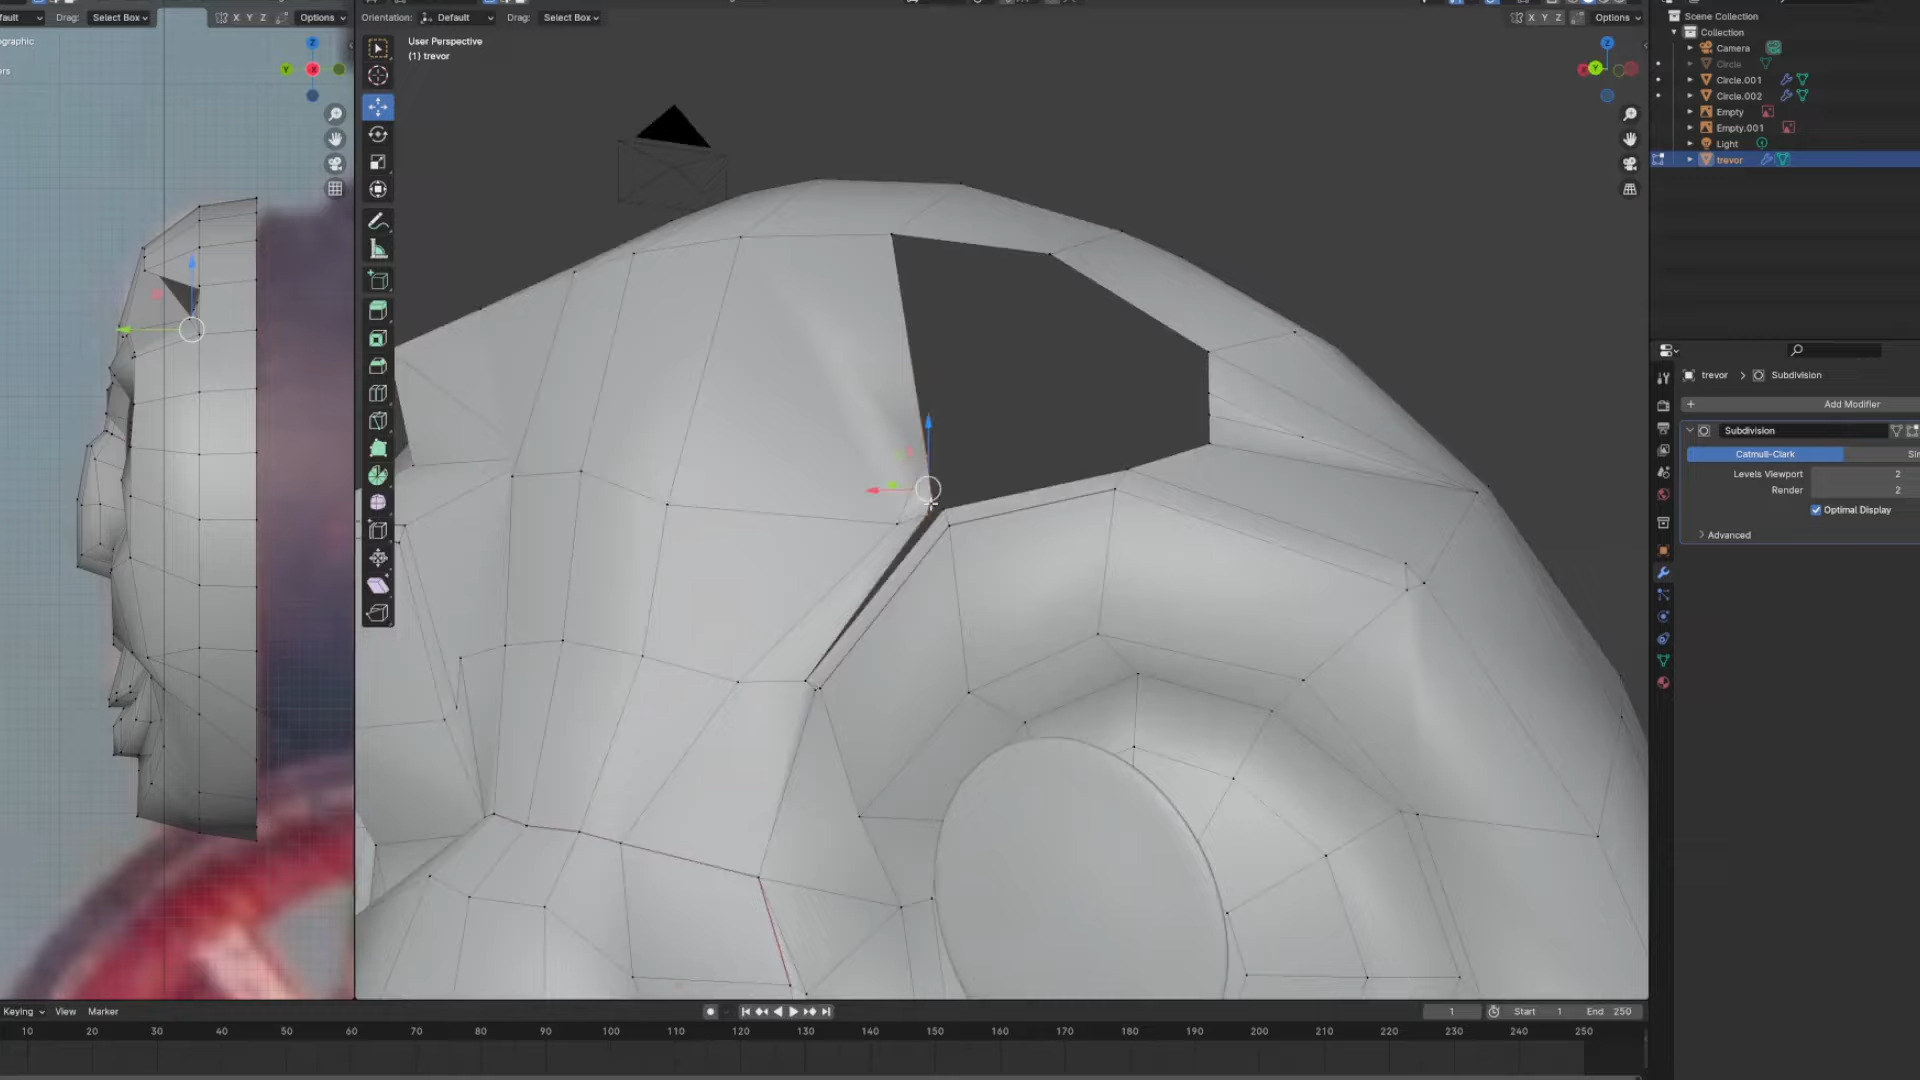 fault
Drag:
Select Box
X Y Z
Options
ographic
ors
Orientation:
Default
Drag:
Select Box
X Y Z
Options
User Perspective
(1) trevor
Scene Collection
Collection
Camera
Circle
Circle.001
Circle.002
Empty
Empty.001
Light
trevor
trevor > Subdivision
Add Modifier
Subdivision
Catmull-Clark
Levels Viewport 2
Render 2
Optimal Display
Advanced
Keying
View
Marker
1
Start 1
End 250
10 20 30 40 50 60 70 80 90 100 110 120 130 140 150 160 170 180 190 200 210 220 230 240 250